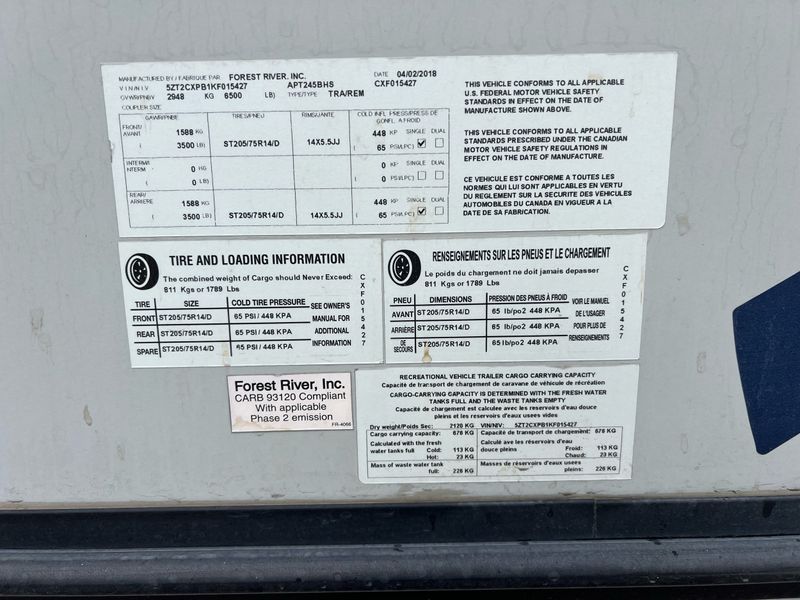 MANUFACTURED BY / FABRIQUE PAR FOREST RIVER, INC. DATE 04/02/2018
V I N / N I V 5ZT2CXPB1KF015427 APT245BHS CXF015427
GVWR/PNBV 2948 KG 6500 LB) TYPE/TYPE TRA/REM
COUPLER SIZE
GAWR/PNBE TIRES/PNEU RIMS/JANTE COLD INFL PRESS/PRESS DE GONFL A FROID
FRONT/ AVANT 1588 KG 448 KP SINGLE DUAL
( 3500 LB) ST205/75R14/D 14X5.5JJ ( 65 PSI/LPC)
INTERM/ INTERM 0 KG 0 KP SINGLE DUAL
( 0 LB) ( 0 PSI/LPC)
REAR/ ARRIÈRE 1588 KG 448 KP SINGLE DUAL
( 3500 LB) ST205/75R14/D 14X5.5JJ ( 65 PSI/LPC)
THIS VEHICLE CONFORMS TO ALL APPLICABLE
U.S. FEDERAL MOTOR VEHICLE SAFETY
STANDARDS IN EFFECT ON THE DATE OF
MANUFACTURE SHOWN ABOVE.
THIS VEHICLE CONFORMS TO ALL APPLICABLE
STANDARDS PRESCRIBED UNDER THE CANADIAN
MOTOR VEHICLE SAFETY REGULATIONS IN
EFFECT ON THE DATE OF MANUFACTURE.
CE VEHICULE EST CONFORME A TOUTES LES
NORMES QUI LUI SONT APPLICABLES EN VERTU
DU REGLEMENT SUR LA SECURITE DES VEHICULES
AUTOMOBILES DU CANADA EN VIGUEUR A LA
DATE DE SA FABRICATION.
TIRE AND LOADING INFORMATION
The combined weight of Cargo should Never Exceed:
811 Kgs or 1789 Lbs
TIRE SIZE COLD TIRE PRESSURE
FRONT ST205/75R14/D 65 PSI / 448 KPA
REAR ST205/75R14/D 65 PSI / 448 KPA
SPARE ST205/75R14/D 65 PSI / 448 KPA
SEE OWNER'S
MANUAL FOR
ADDITIONAL
INFORMATION
CXF015427
RENSEIGNEMENTS SUR LES PNEUS ET LE CHARGEMENT
Le poids du chargement ne doit jamais depasser
811 Kgs or 1789 Lbs
PNEU DIMENSIONS PRESSION DES PNEUS À FROID
AVANT ST205/75R14/D 65 lb/po2 448 KPA
ARRIÈRE ST205/75R14/D 65 lb/po2 448 KPA
DE SECOURS ST205/75R14/D 65 lb/po2 448 KPA
VOIR LE MANUEL
DE L'USAGER
POUR PLUS DE
RENSEIGNEMENTS
CXF015427
Forest River, Inc.
CARB 93120 Compliant
With applicable
Phase 2 emission
FR-4066
RECREATIONAL VEHICLE TRAILER CARGO CARRYING CAPACITY
Capacité de transport de chargement de caravane de véhicule de récréation
CARGO-CARRYING CAPACITY IS DETERMINED WITH THE FRESH WATER
TANKS FULL AND THE WASTE TANKS EMPTY
Capacité de chargement est calculee avec les reservoirs d'eau douce
pleins et les reservoirs d'eaux usees vides
Dry weight/Poids Sec: 2120 KG VIN/NIV: 5ZT2CXPB1KF015427
Cargo carrying capacity: 676 KG Capacité de transport de chargement: 676 KG
Calculated with the fresh Calculé avec les réservoirs d'eau
water tanks full Cold: 113 KG douce pleins Froid: 113 KG
Hot: 23 KG Chaud: 23 KG
Mass of waste water tank Masses de réservoirs d'eaux usées
full: 226 KG pleins: 226 KG